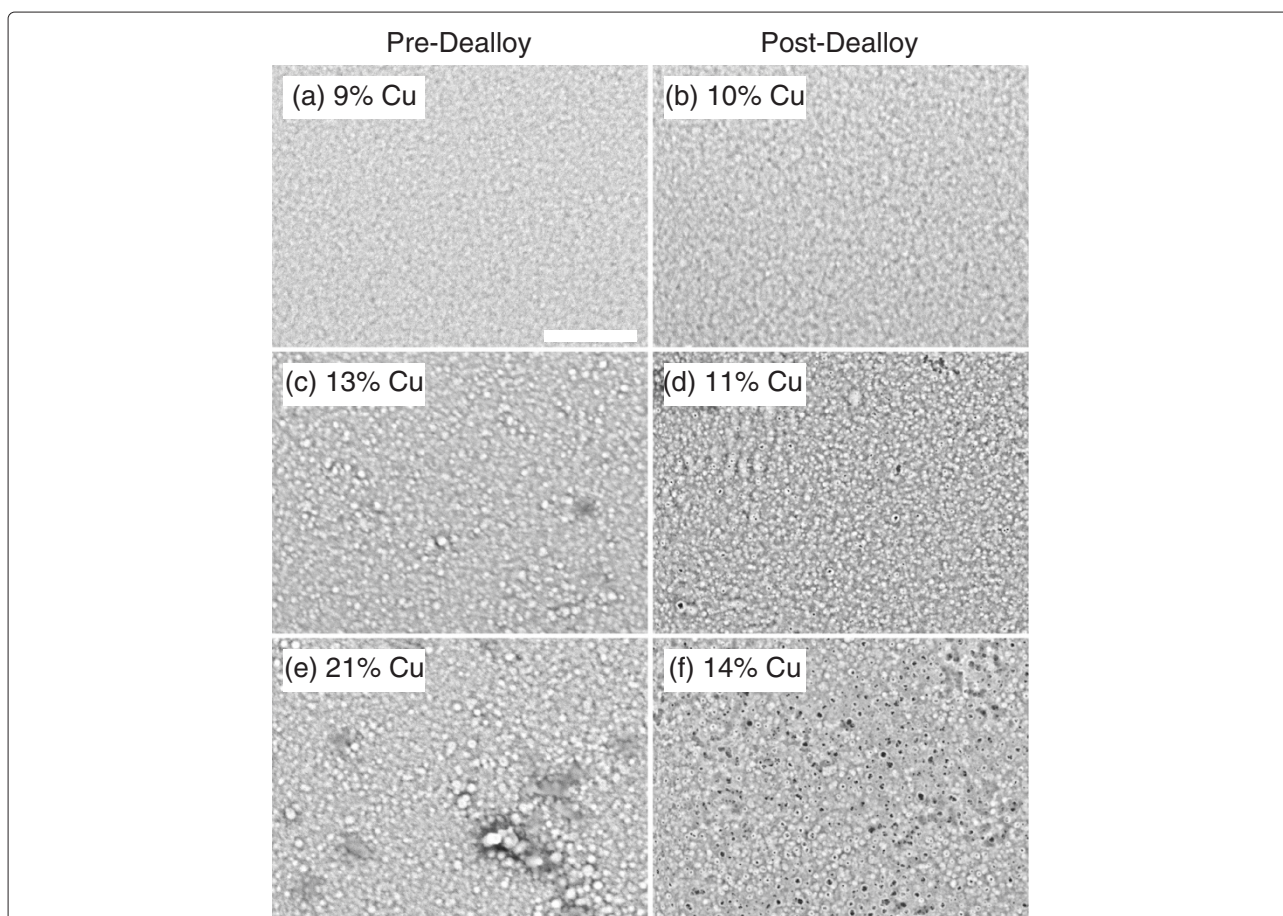 Pre-Dealloy Post-Dealloy
(a) 9% Cu (b) 10% Cu
(c) 13% Cu (d) 11% Cu
(e) 21% Cu (f) 14% Cu